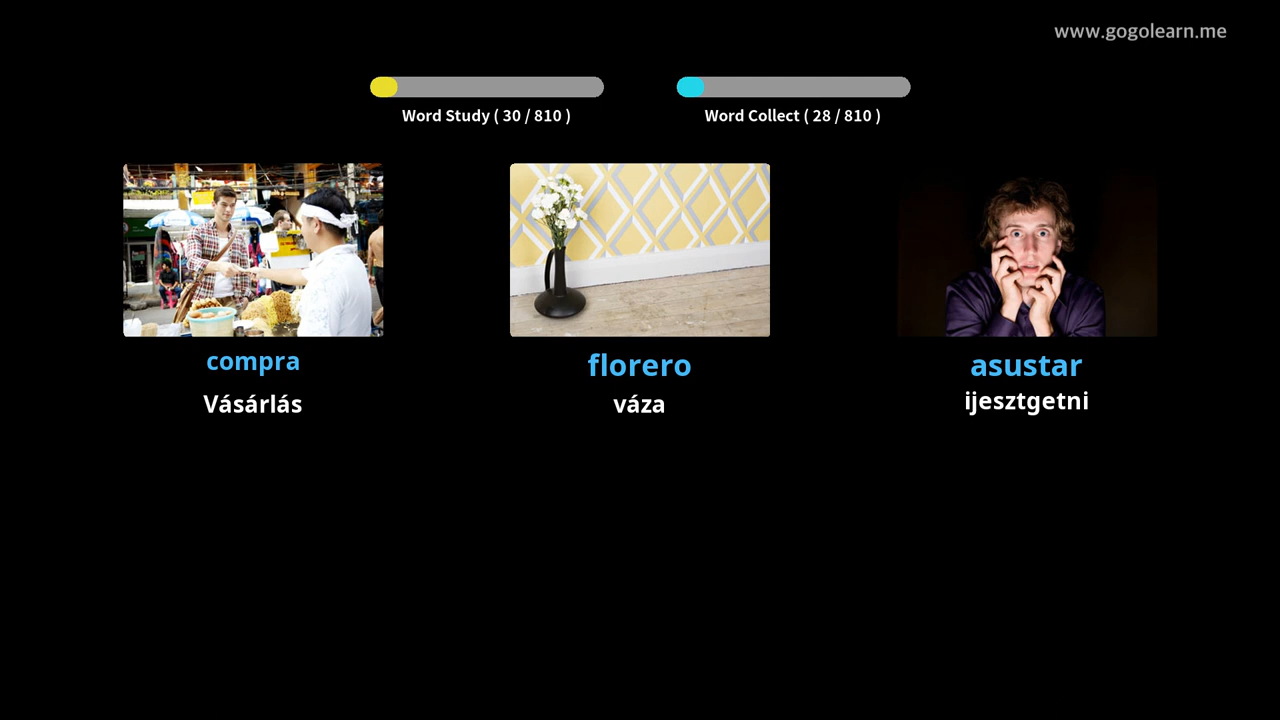 www.gogolearn.me
Word Study ( 30 / 810 )
Word Collect ( 28 / 810 )
compra
florero
asustar
Vásárlás
váza
ijesztgetni